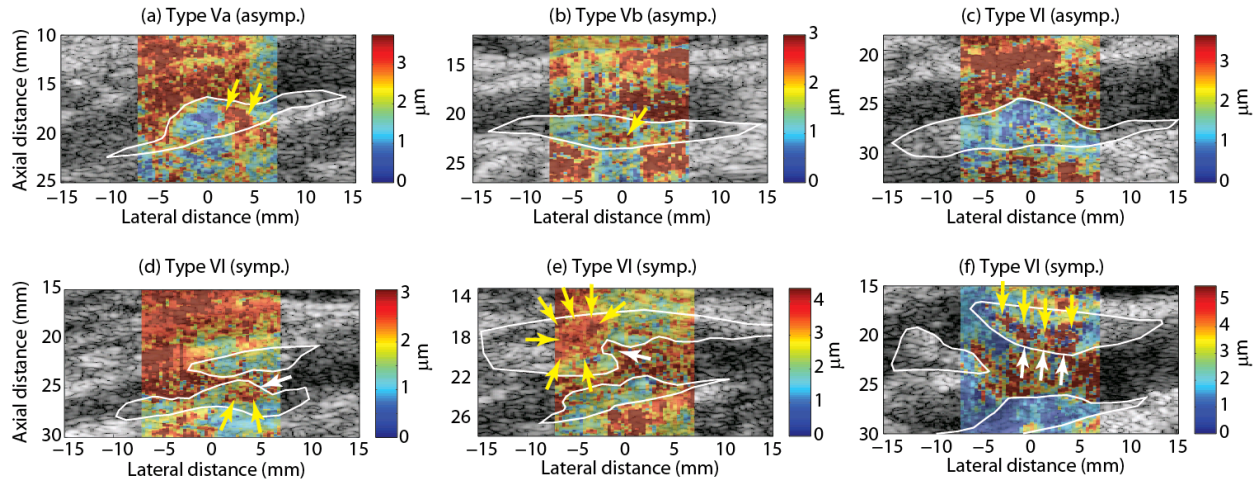 (a) Type Va (asymp.)
(b) Type Vb (asymp.)
(c) Type VI (asymp.)
Axial distance (mm)
10
15
20
25
−15 −10 −5 0 5 10 15
Lateral distance (mm)
3
2
1
0
μm
15
20
25
−15 −10 −5 0 5 10 15
Lateral distance (mm)
3
2
1
0
μm
20
25
30
−15 −10 −5 0 5 10 15
Lateral distance (mm)
3
2
1
0
μm
(d) Type VI (symp.)
(e) Type VI (symp.)
(f) Type VI (symp.)
Axial distance (mm)
15
20
25
30
−15 −10 −5 0 5 10 15
Lateral distance (mm)
3
2
1
0
μm
14
18
22
26
−15 −10 −5 0 5 10 15
Lateral distance (mm)
4
3
2
1
0
μm
15
20
25
30
−15 −10 −5 0 5 10 15
Lateral distance (mm)
5
4
3
2
1
0
μm